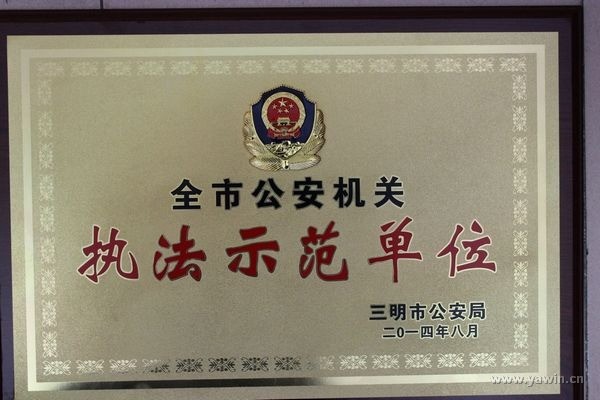 全市公安机关
执法示范单位
三明市公安局
二〇一四年八月
www.yawin.cn